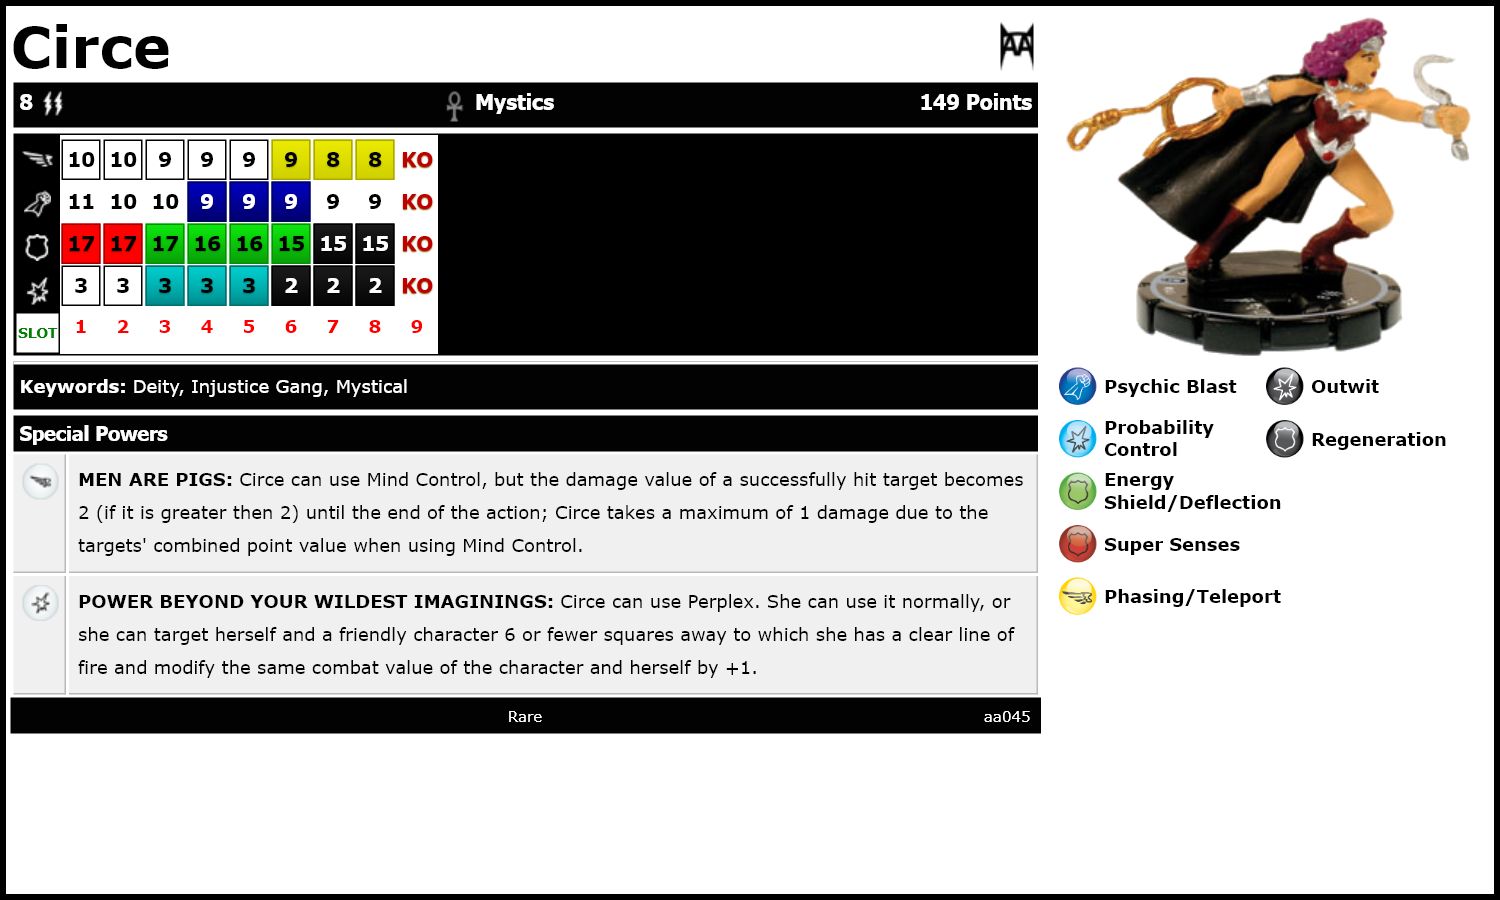 Circe
8 Mystics 149 Points
10 10 9 9 9 9 8 8 KO
11 10 10 9 9 9 9 9 KO
17 17 17 16 16 15 15 15 KO
3 3 3 3 3 2 2 2 KO
SLOT 1 2 3 4 5 6 7 8 9
Keywords: Deity, Injustice Gang, Mystical
Special Powers
MEN ARE PIGS: Circe can use Mind Control, but the damage value of a successfully hit target becomes
2 (if it is greater then 2) until the end of the action; Circe takes a maximum of 1 damage due to the
targets' combined point value when using Mind Control.
POWER BEYOND YOUR WILDEST IMAGININGS: Circe can use Perplex. She can use it normally, or
she can target herself and a friendly character 6 or fewer squares away to which she has a clear line of
fire and modify the same combat value of the character and herself by +1.
Rare aa045
Psychic Blast
Outwit
Probability
Control
Regeneration
Energy
Shield/Deflection
Super Senses
Phasing/Teleport